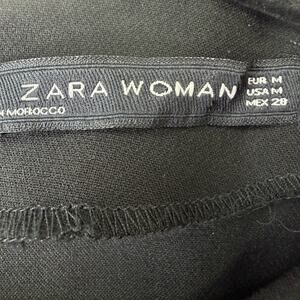 ZARA WOMAN
EUR M
USA M
MEX 28
N MOROCCO